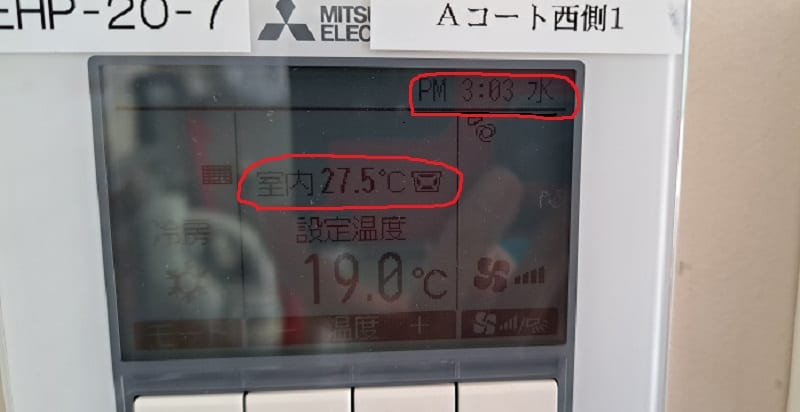 EHP-20-7
MITSU
ELEC
Aコート西側1
PM 3:03 水
室内 27.5℃
冷房
設定温度
19.0℃
モード
− 温度 +